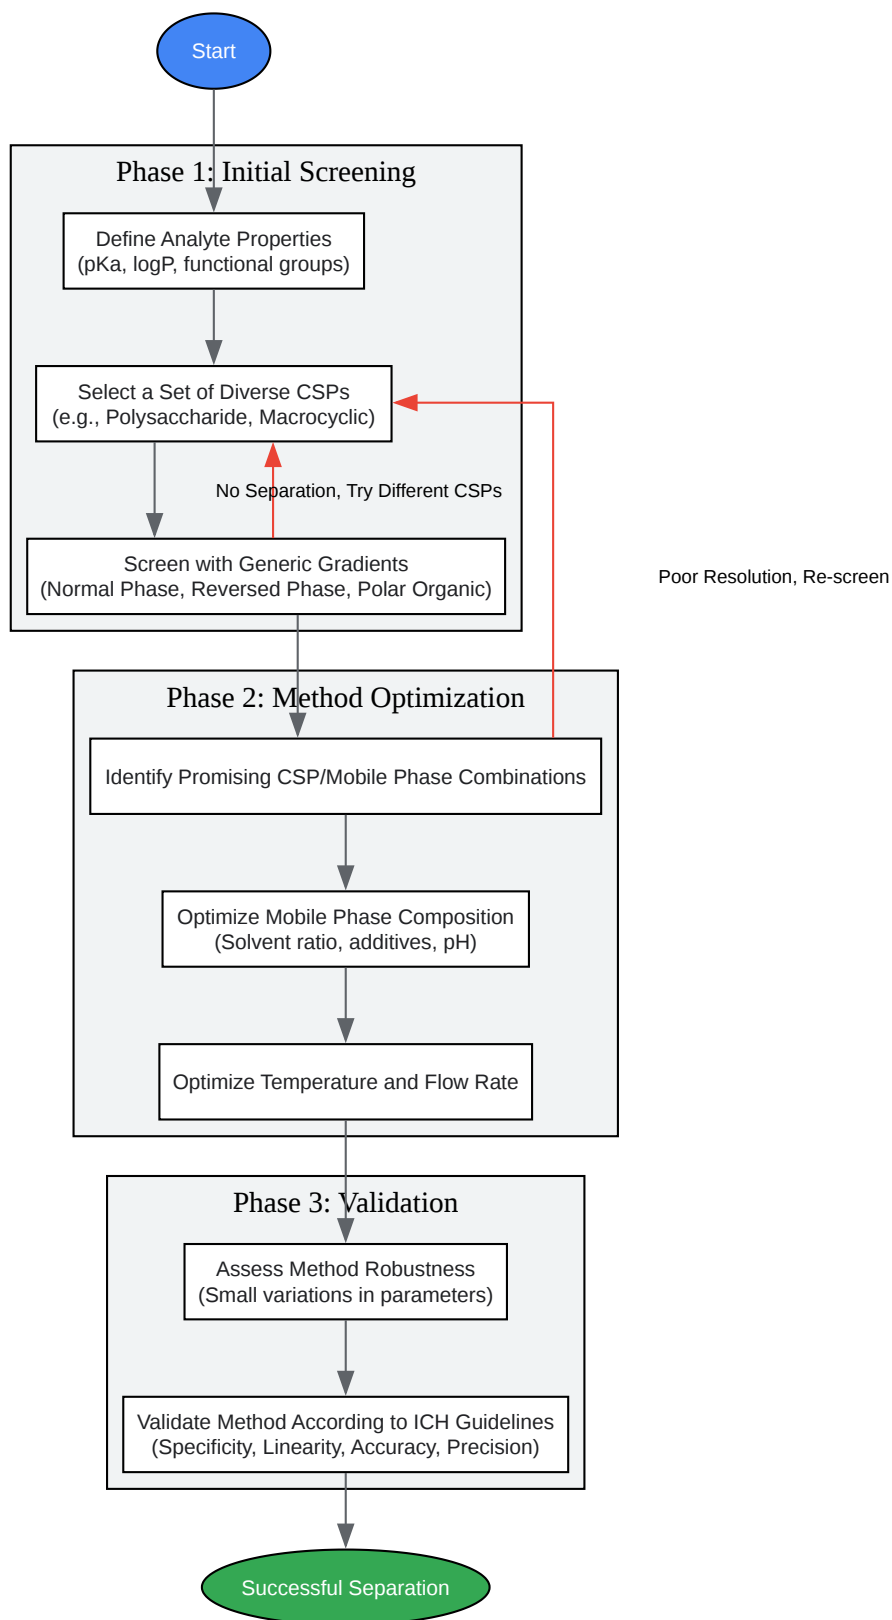 Start
Phase 1: Initial Screening
Define Analyte Properties
(pKa, logP, functional groups)
Select a Set of Diverse CSPs
(e.g., Polysaccharide, Macrocyclic)
No Separation, Try Different CSPs
Screen with Generic Gradients
(Normal Phase, Reversed Phase, Polar Organic)
Poor Resolution, Re-screen
Phase 2: Method Optimization
Identify Promising CSP/Mobile Phase Combinations
Optimize Mobile Phase Composition
(Solvent ratio, additives, pH)
Optimize Temperature and Flow Rate
Phase 3: Validation
Assess Method Robustness
(Small variations in parameters)
Validate Method According to ICH Guidelines
(Specificity, Linearity, Accuracy, Precision)
Successful Separation